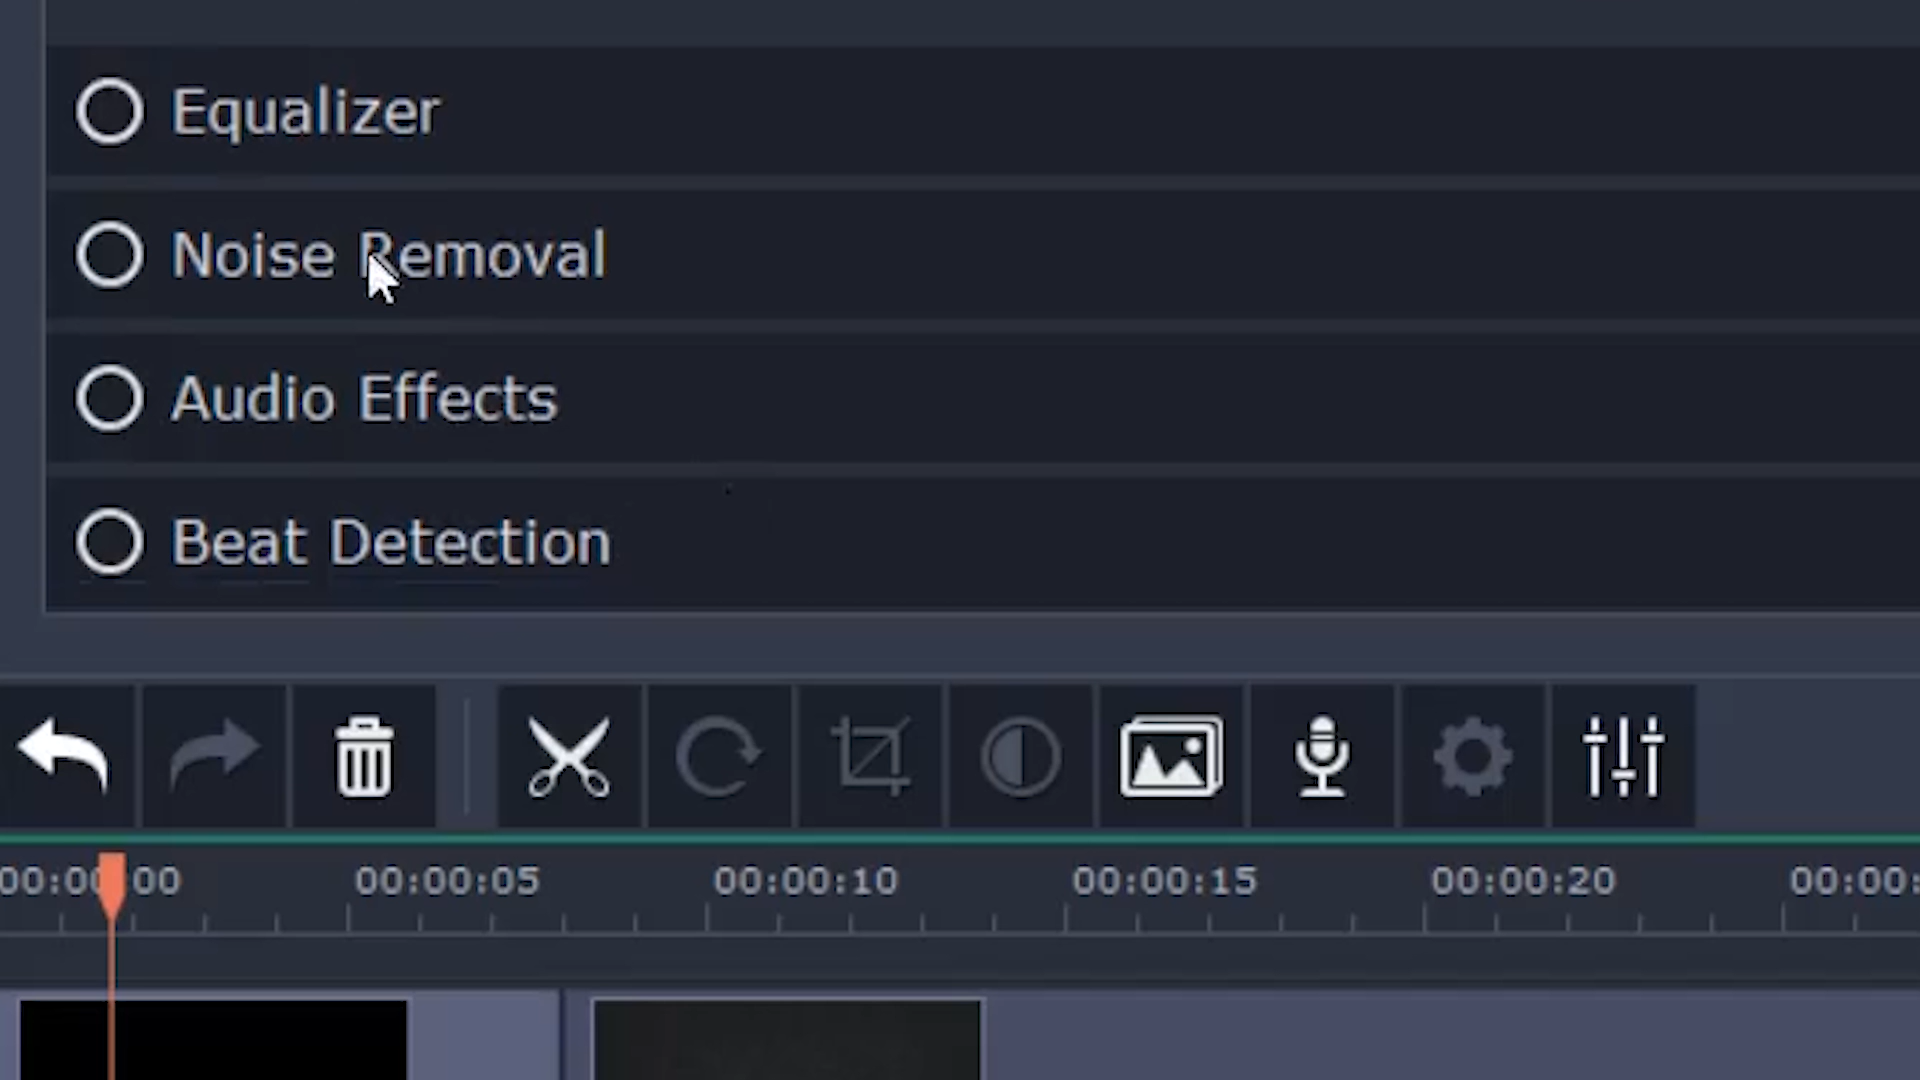 Equalizer
Noise Removal
Audio Effects
Beat Detection
00:00:00 00:00:05 00:00:10 00:00:15 00:00:20 00:00: